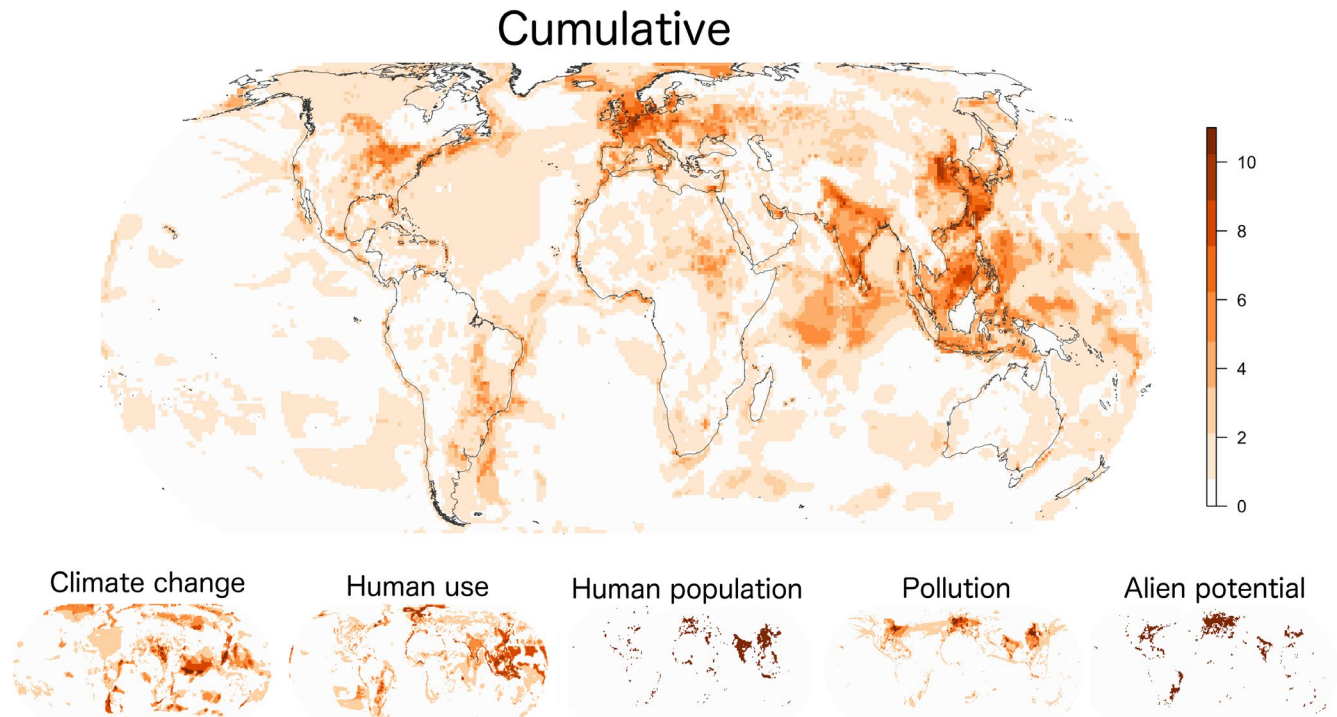 Cumulative
10
8
6
4
2
0
Climate change
Human use
Human population
Pollution
Alien potential